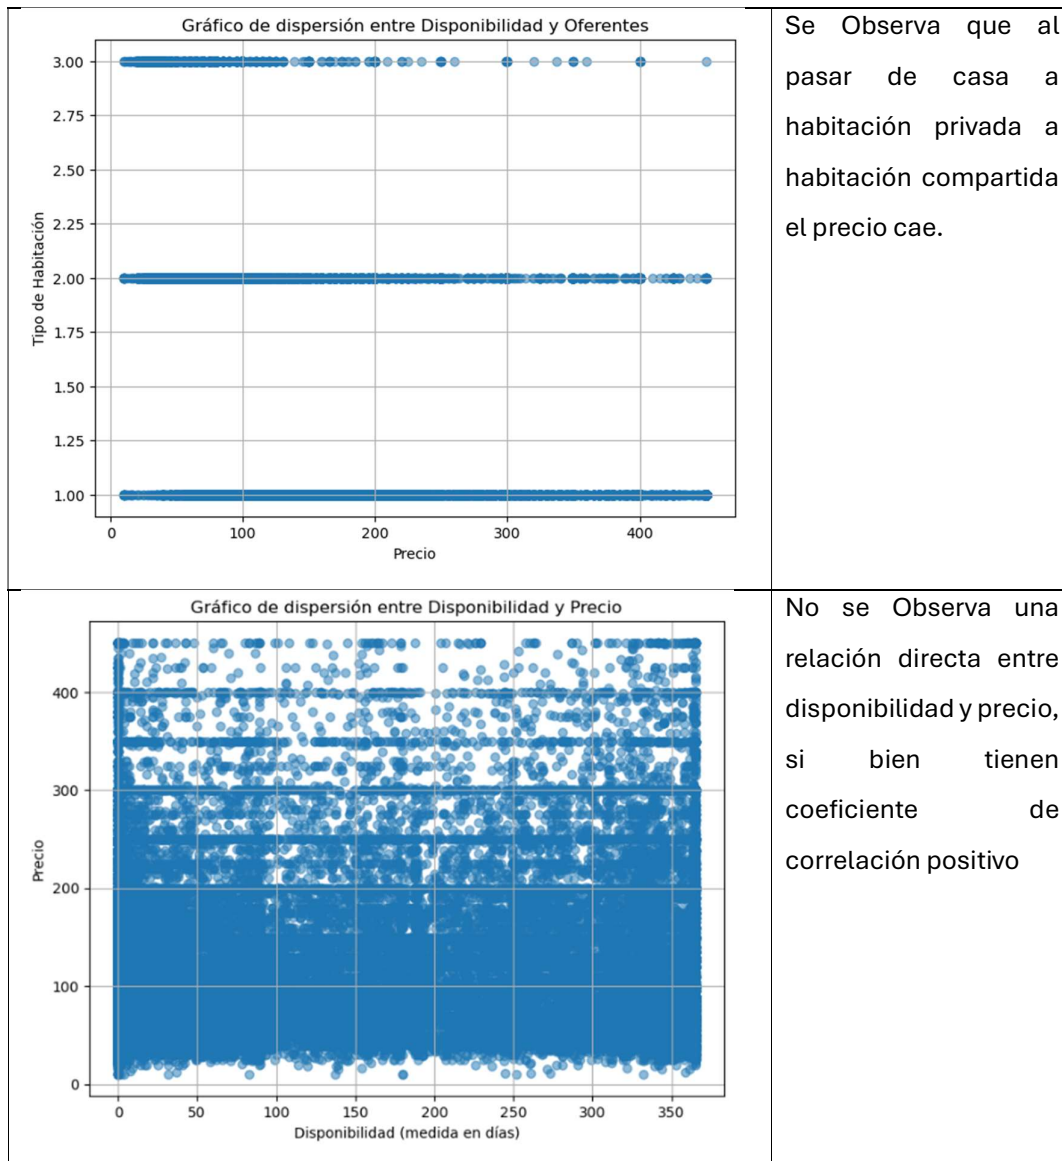 Gráfico de dispersión entre Disponibilidad y Oferentes
3.00
2.75
2.50
2.25
2.00
1.75
1.50
1.25
1.00
Tipo de Habitación
0 100 200 300 400
Precio
Se Observa que al
pasar de casa a
habitación privada a
habitación compartida
el precio cae.
Gráfico de dispersión entre Disponibilidad y Precio
400
300
200
100
0
Precio
0 50 100 150 200 250 300 350
Disponibilidad (medida en días)
No se Observa una
relación directa entre
disponibilidad y precio,
si bien tienen
coeficiente de
correlación positivo